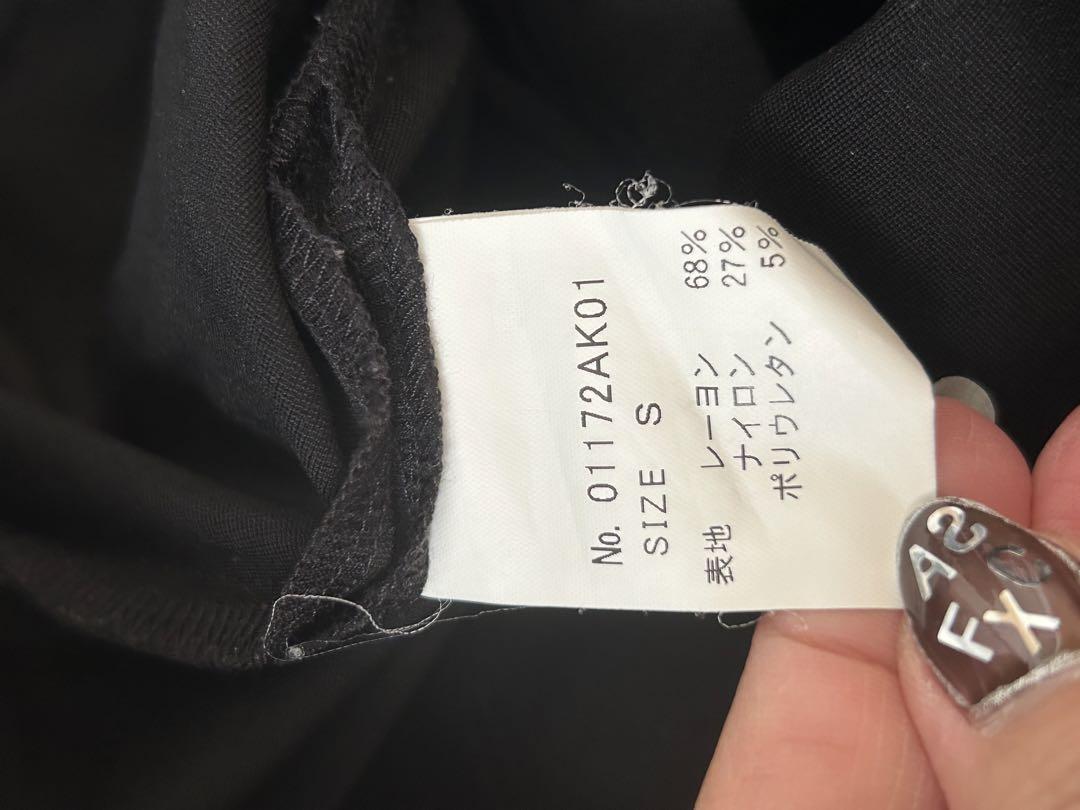 No. 01172AK01
SIZE S
表地 レーヨン 68%
ナイロン 27%
ポリウレタン 5%
F A S
X